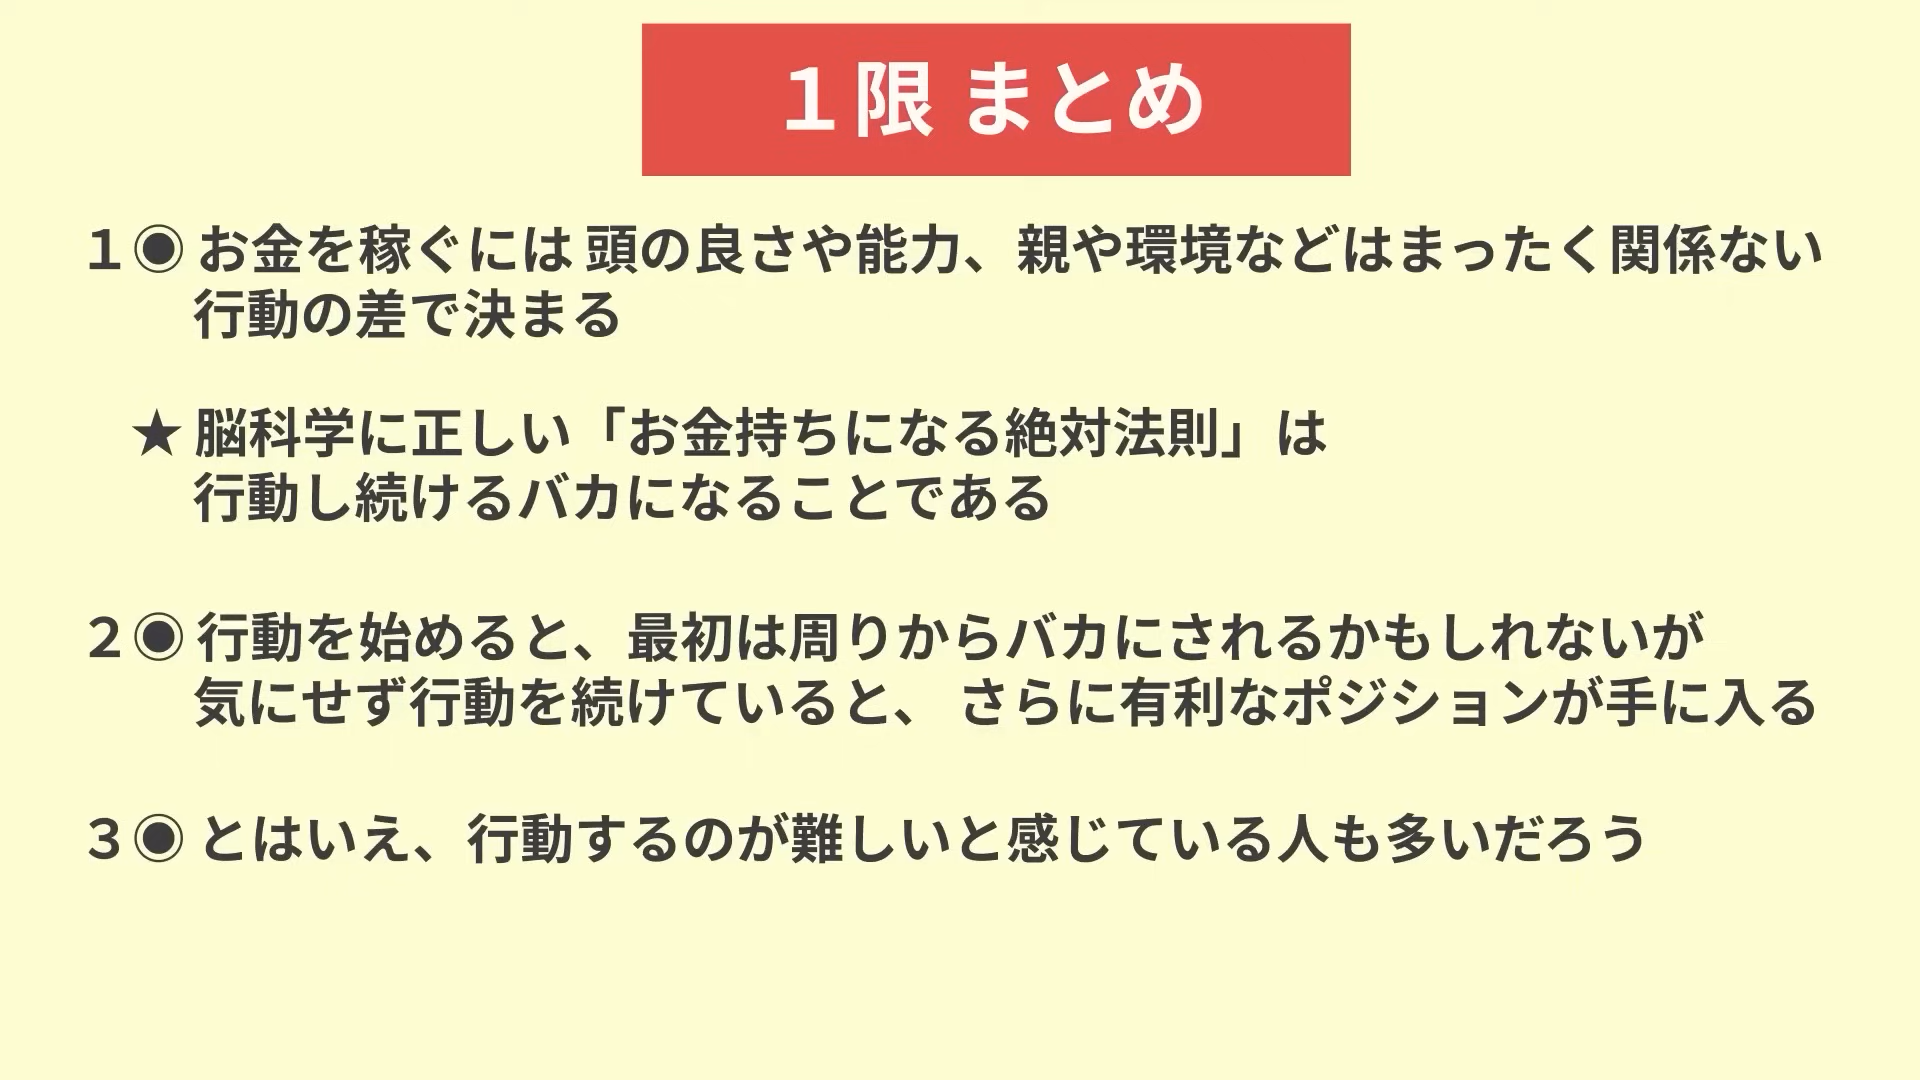 １限 まとめ
１◉ お金を稼ぐには 頭の良さや能力、親や環境などはまったく関係ない
行動の差で決まる
★ 脳科学に正しい「お金持ちになる絶対法則」は
行動し続けるバカになることである
２◉ 行動を始めると、最初は周りからバカにされるかもしれないが
気にせず行動を続けていると、 さらに有利なポジションが手に入る
３◉ とはいえ、行動するのが難しいと感じている人も多いだろう